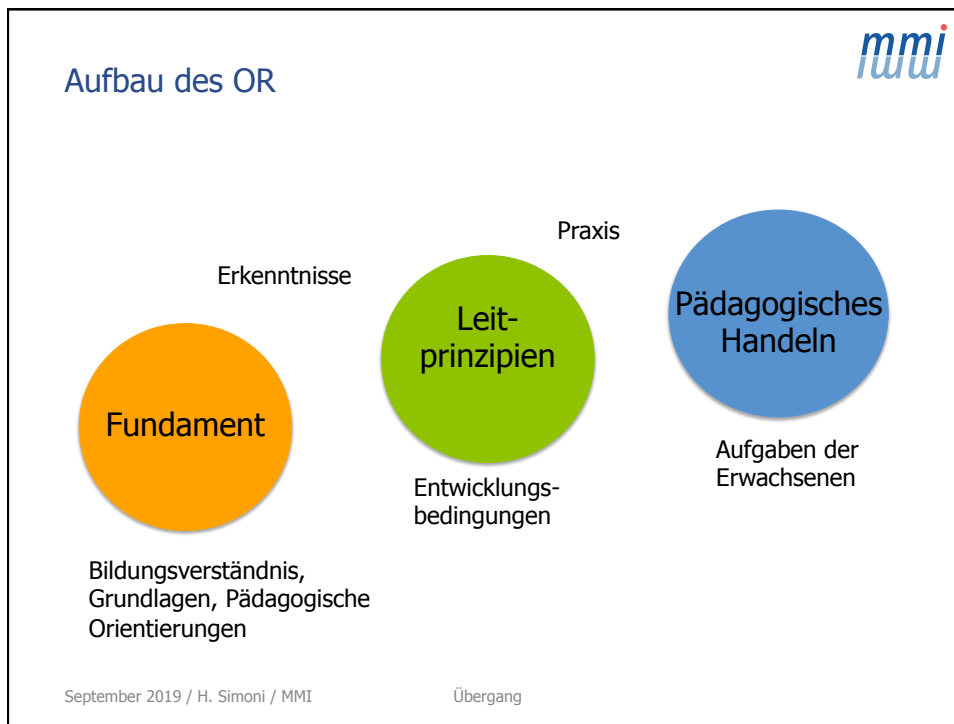 mmi
Aufbau des OR
Praxis
Erkenntnisse
Pädagogisches
Handeln
Leit-
prinzipien
Fundament
Aufgaben der
Erwachsenen
Entwicklungs-
bedingungen
Bildungsverständnis,
Grundlagen, Pädagogische
Orientierungen
September 2019 / H. Simoni / MMI
Übergang